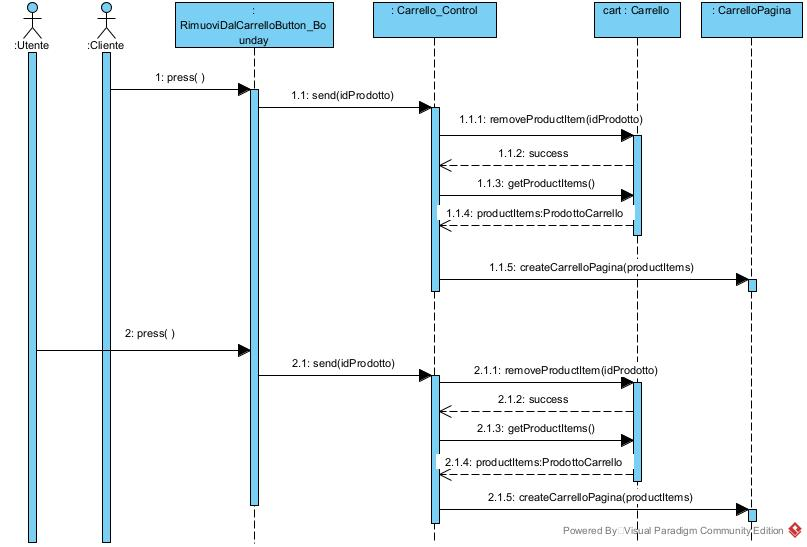 :Utente
:Cliente
:
RimuoviDalCarrelloButton_Bo
unday
: Carrello_Control
cart : Carrello
: CarrelloPagina
1: press( )
1.1: send(idProdotto)
1.1.1: removeProductItem(idProdotto)
1.1.2: success
1.1.3: getProductItems()
1.1.4: productItems:ProdottoCarrello
1.1.5: createCarrelloPagina(productItems)
2: press( )
2.1: send(idProdotto)
2.1.1: removeProductItem(idProdotto)
2.1.2: success
2.1.3: getProductItems()
2.1.4: productItems:ProdottoCarrello
2.1.5: createCarrelloPagina(productItems)
Powered By Visual Paradigm Community Edition